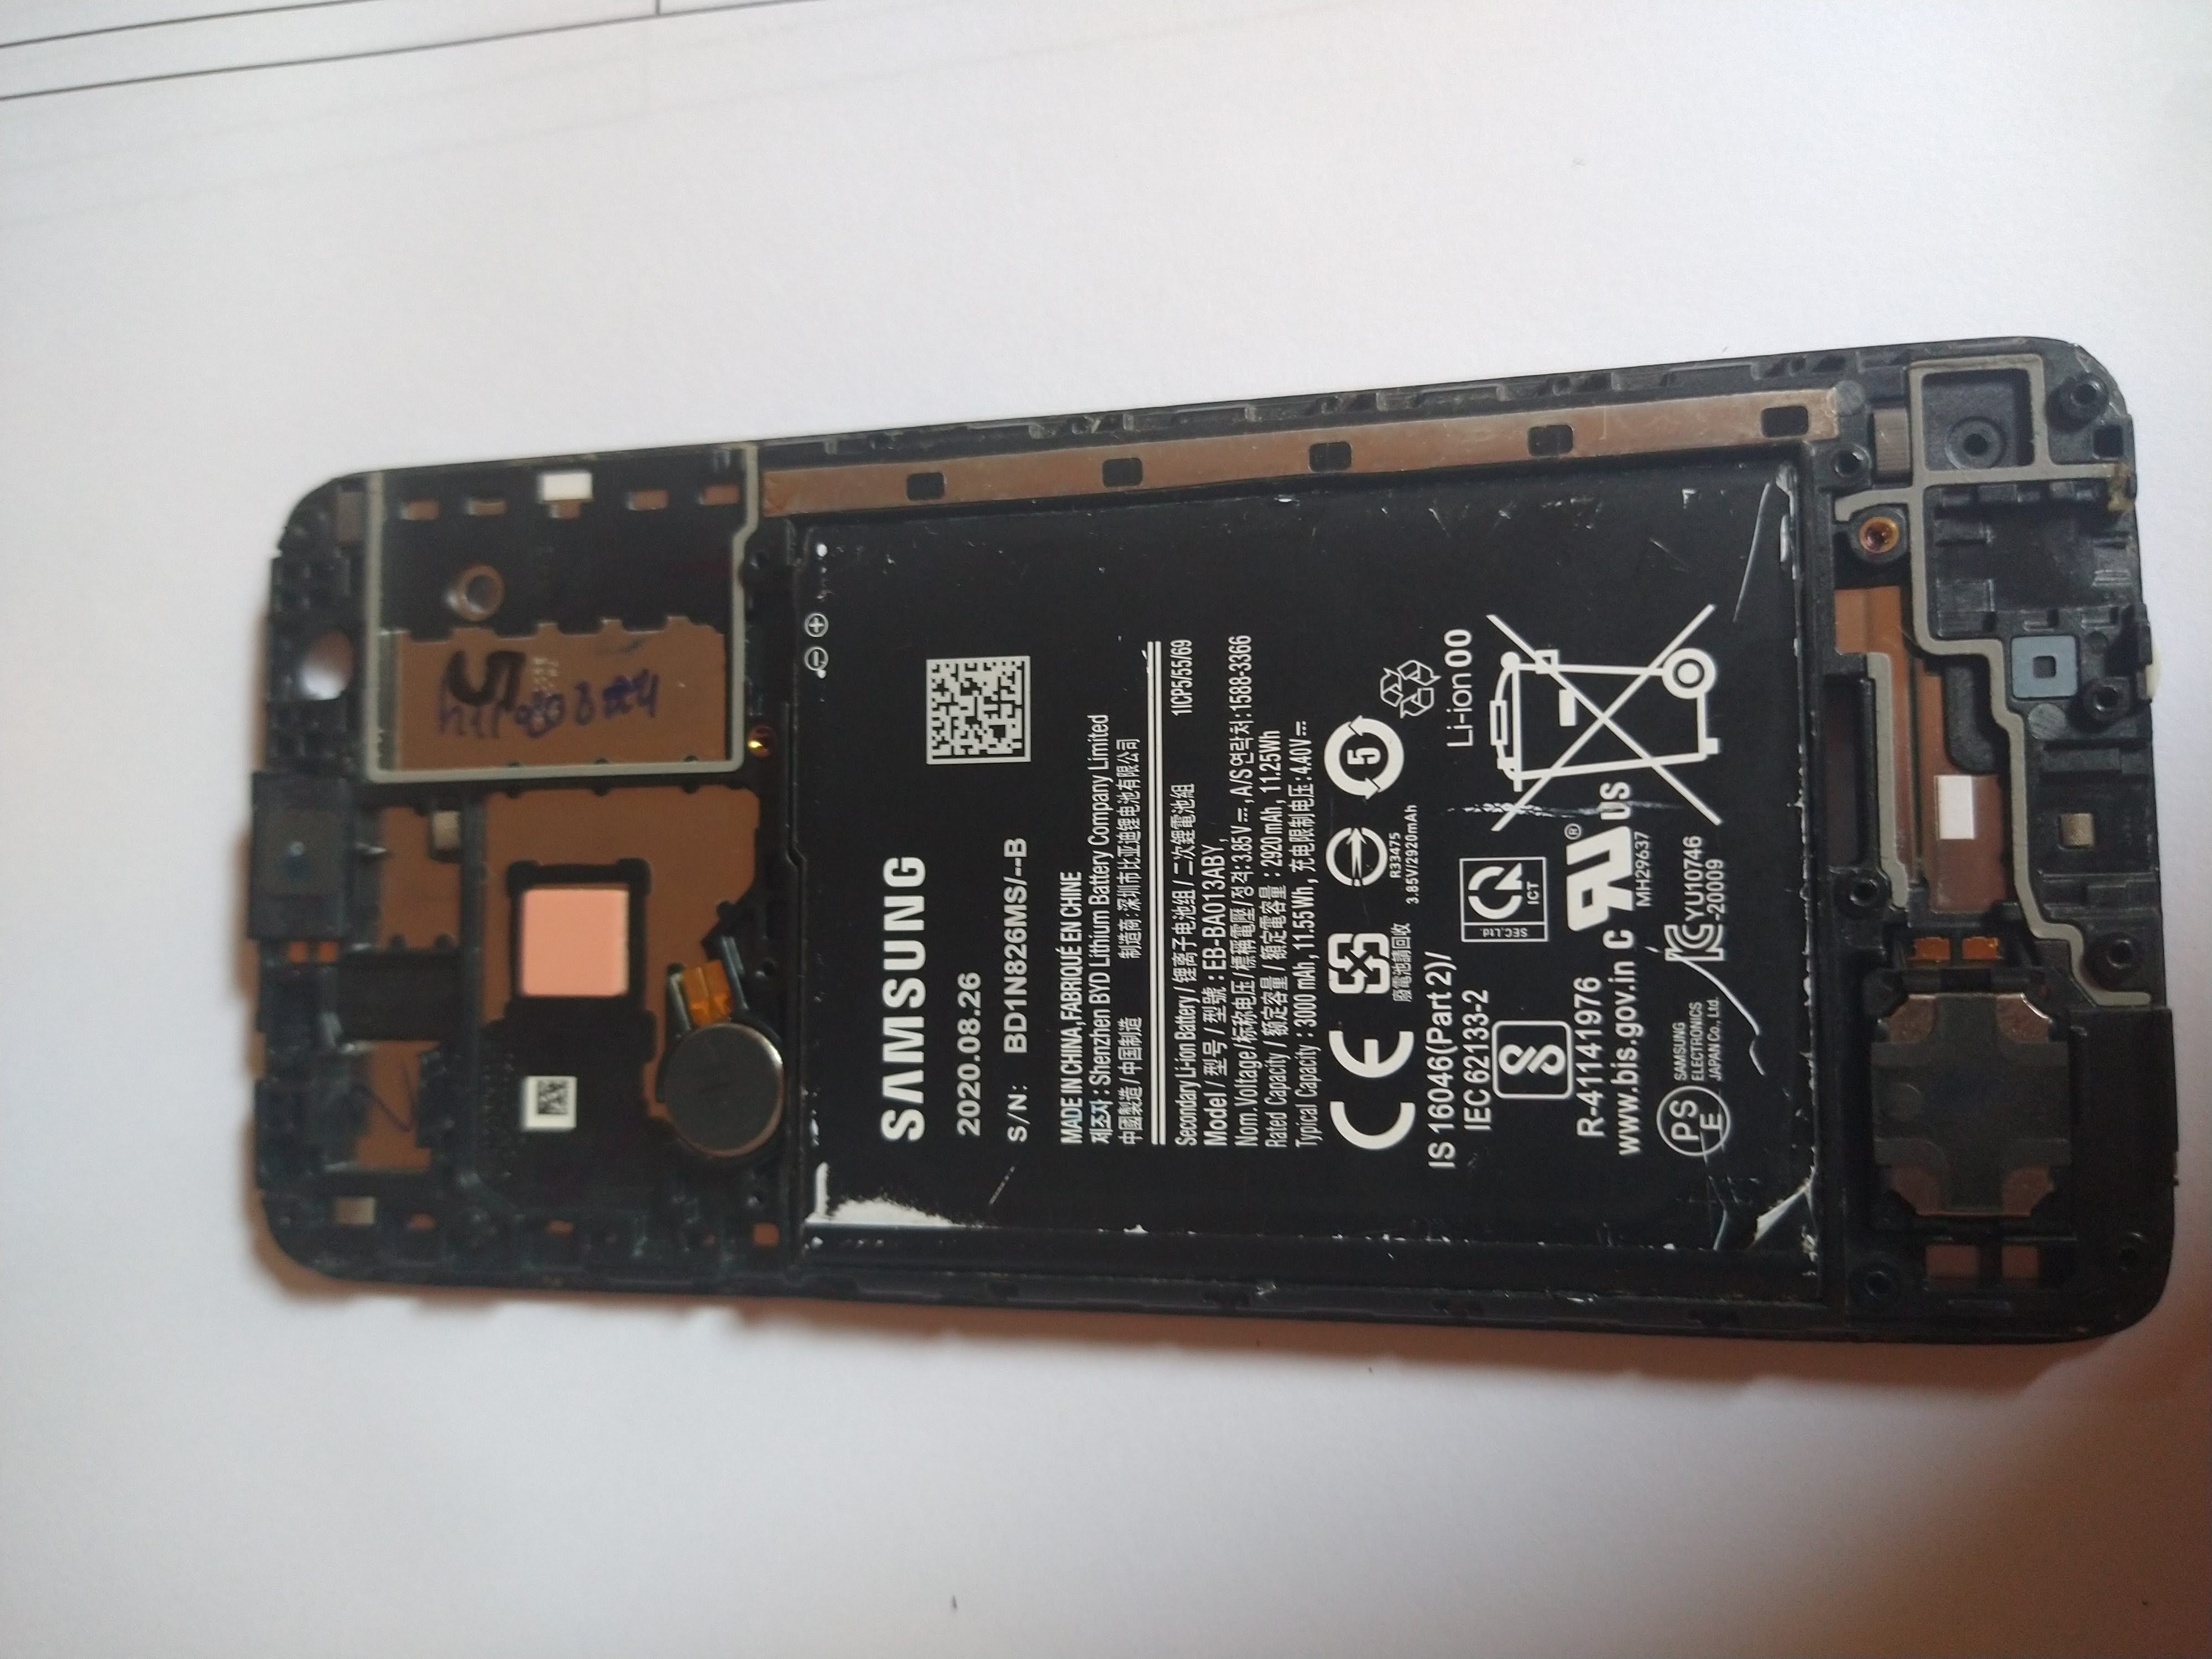 SAMSUNG
2020.08.26
S/N: BD1N826MS/--B
MADE IN CHINA,FABRIQUÉ EN CHINE
제조자 : Shenzhen BYD Lithium Battery Company Limited
中國製造 / 中国制造 制造商:深圳市比亚迪锂电池有限公司
Secondary Li-ion Battery / 锂离子电池组 / 二次鋰電池組 1ICP5/55/69
Model / 型号 / 型號 : EB-BA013ABY,
Nom.Voltage/标称电压/標稱電壓/정격:3.85V⎓,A/S연락처:1588-3366
Rated Capacity / 额定容量 / 額定電容量 : 2920 mAh, 11.25Wh
Typical Capacity : 3000 mAh, 11.55 Wh, 充电限制电压:4.40V⎓
CE
廢電池請回收
R33475
3.85V/2920mAh
5
Li-ion 00
IS 16046(Part 2)/
IEC 62133-2
SEC.Ltd.
ICT
R-41141976
www.bis.gov.in
C RU ® US
MH29637
PSE
SAMSUNG
ELECTRONICS
JAPAN Co., Ltd.
KC
YU10746
-20009